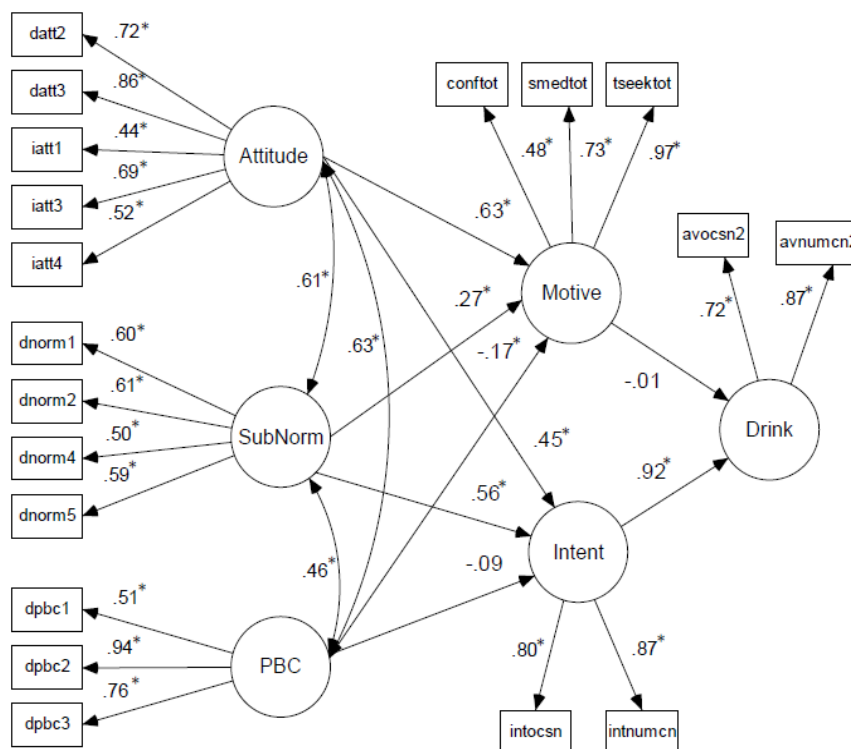 datt2
.72*
datt3
.86*
iatt1
.44*
iatt3
.69*
iatt4
.52*
Attitude
conftot
smedtot
tseektot
.48*
.73*
.97*
.63*
avocsn2
avnumcn2
.72*
.87*
Motive
.61*
.27*
-.17*
.63*
-.01
dnorm1
.60*
dnorm2
.61*
dnorm4
.50*
dnorm5
.59*
SubNorm
Drink
.45*
.92*
.56*
Intent
.46*
-.09
dpbc1
.51*
dpbc2
.94*
dpbc3
.76*
PBC
.80*
.87*
intocsn
intnumcn